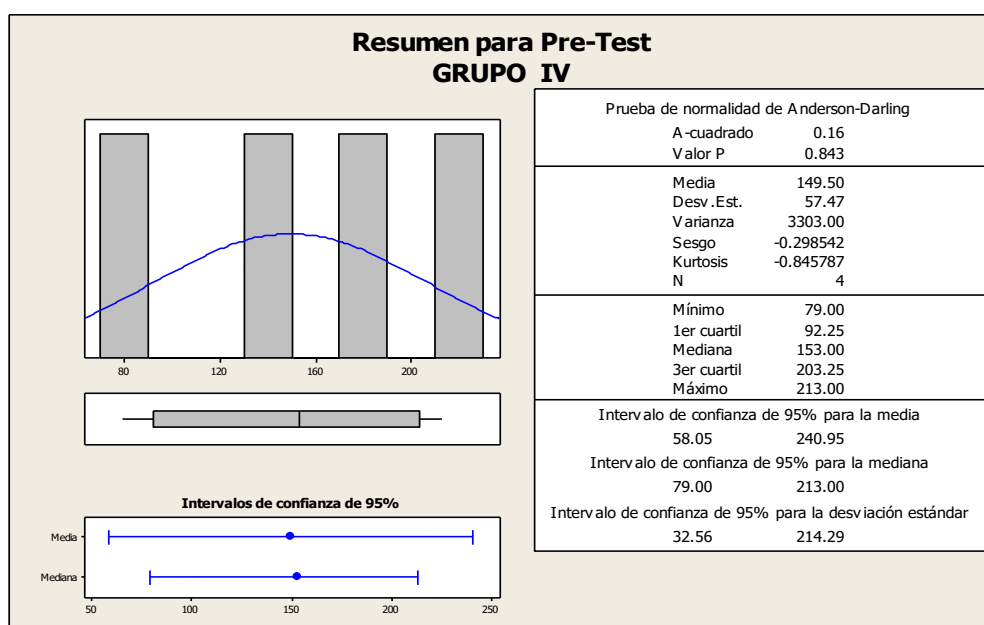 Resumen para Pre-Test
GRUPO IV
80 120 160 200
Intervalos de confianza de 95%
Media
Mediana
50 100 150 200 250
Prueba de normalidad de Anderson-Darling
A-cuadrado 0.16
Valor P 0.843
Media 149.50
Desv.Est. 57.47
Varianza 3303.00
Sesgo -0.298542
Kurtosis -0.845787
N 4
Mínimo 79.00
1er cuartil 92.25
Mediana 153.00
3er cuartil 203.25
Máximo 213.00
Intervalo de confianza de 95% para la media
58.05 240.95
Intervalo de confianza de 95% para la mediana
79.00 213.00
Intervalo de confianza de 95% para la desviación estándar
32.56 214.29